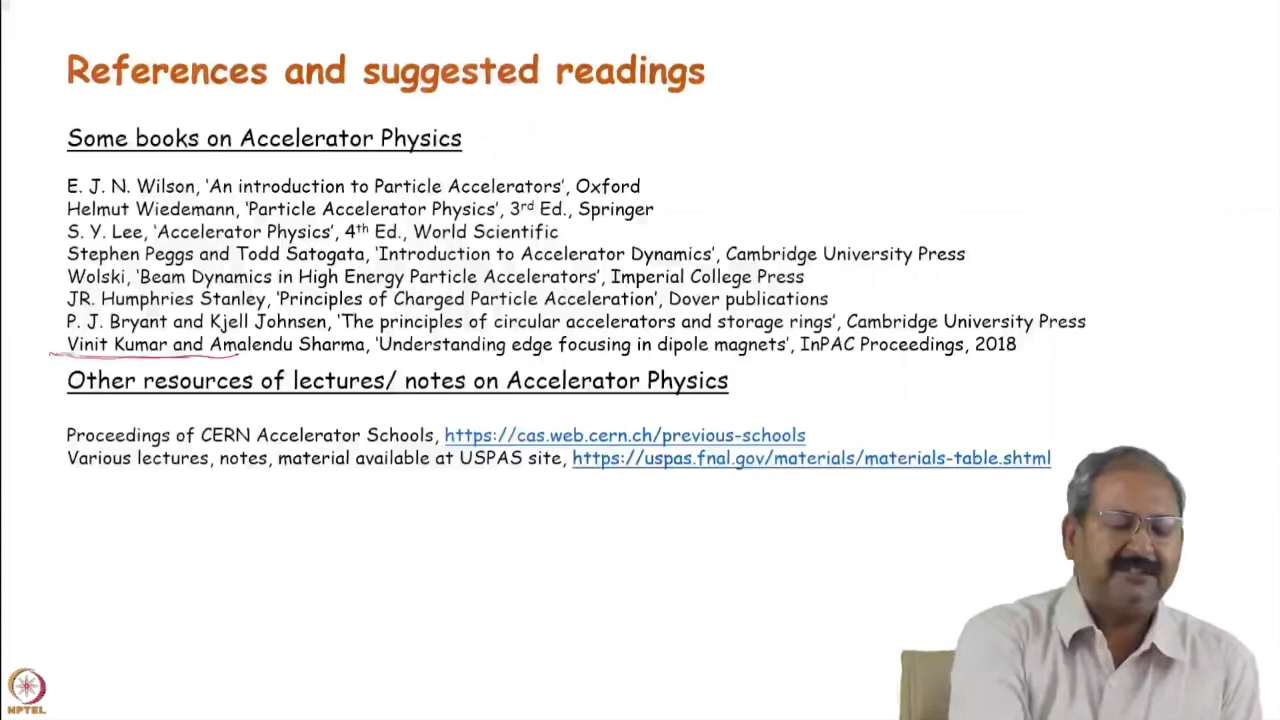 References and suggested readings
Some books on Accelerator Physics
E. J. N. Wilson, ‘An introduction to Particle Accelerators’, Oxford
Helmut Wiedemann, ‘Particle Accelerator Physics’, 3rd Ed., Springer
S. Y. Lee, ‘Accelerator Physics’, 4th Ed., World Scientific
Stephen Peggs and Todd Satogata, ‘Introduction to Accelerator Dynamics’, Cambridge University Press
Wolski, ‘Beam Dynamics in High Energy Particle Accelerators’, Imperial College Press
JR. Humphries Stanley, ‘Principles of Charged Particle Acceleration’, Dover publications
P. J. Bryant and Kjell Johnsen, ‘The principles of circular accelerators and storage rings’, Cambridge University Press
Vinit Kumar and Amalendu Sharma, ‘Understanding edge focusing in dipole magnets’, InPAC Proceedings, 2018
Other resources of lectures/ notes on Accelerator Physics
Proceedings of CERN Accelerator Schools, https://cas.web.cern.ch/previous-schools
Various lectures, notes, material available at USPAS site, https://uspas.fnal.gov/materials/materials-table.shtml
NPTEL